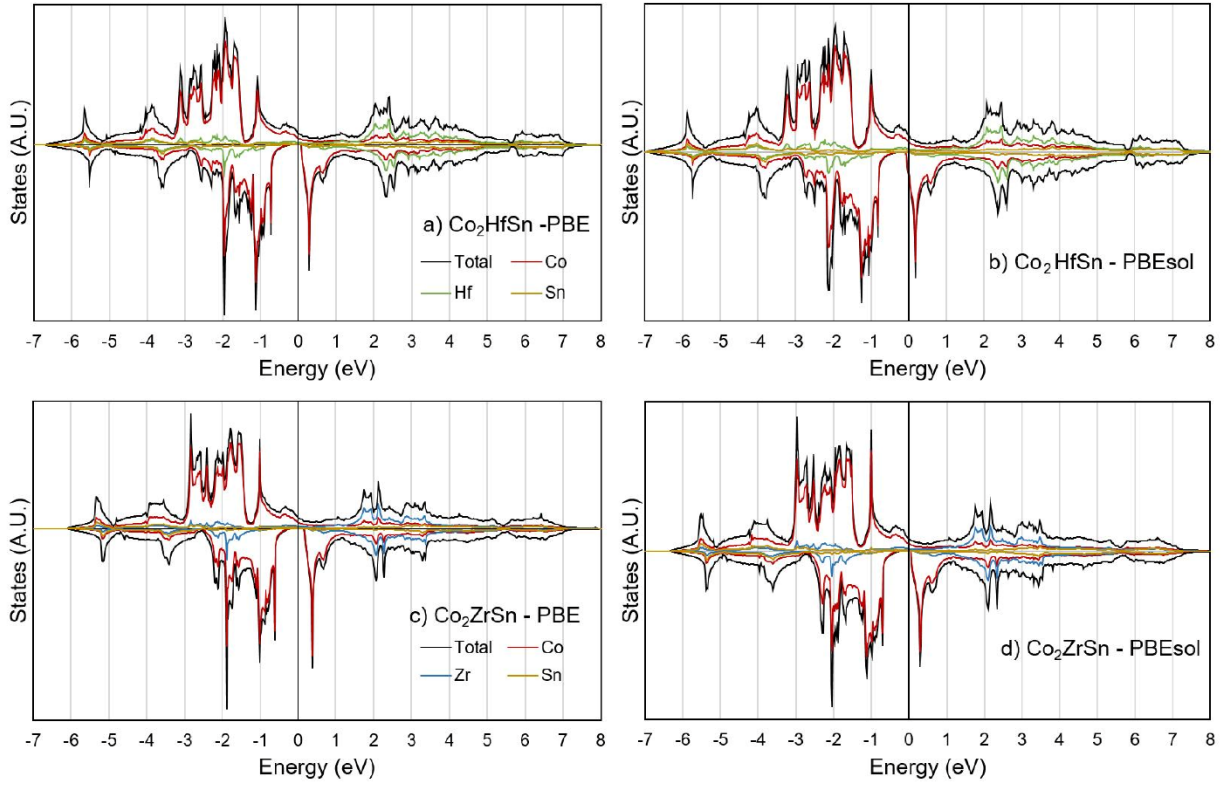 States (A.U.)
a) Co₂HfSn -PBE
Total Co
Hf Sn
-7 -6 -5 -4 -3 -2 -1 0 1 2 3 4 5 6 7 8
Energy (eV)
States (A.U.)
b) Co₂HfSn - PBEsol
-7 -6 -5 -4 -3 -2 -1 0 1 2 3 4 5 6 7 8
Energy (eV)
States (A.U.)
c) Co₂ZrSn - PBE
Total Co
Zr Sn
-7 -6 -5 -4 -3 -2 -1 0 1 2 3 4 5 6 7 8
Energy (eV)
States (A.U.)
d) Co₂ZrSn - PBEsol
-7 -6 -5 -4 -3 -2 -1 0 1 2 3 4 5 6 7 8
Energy (eV)